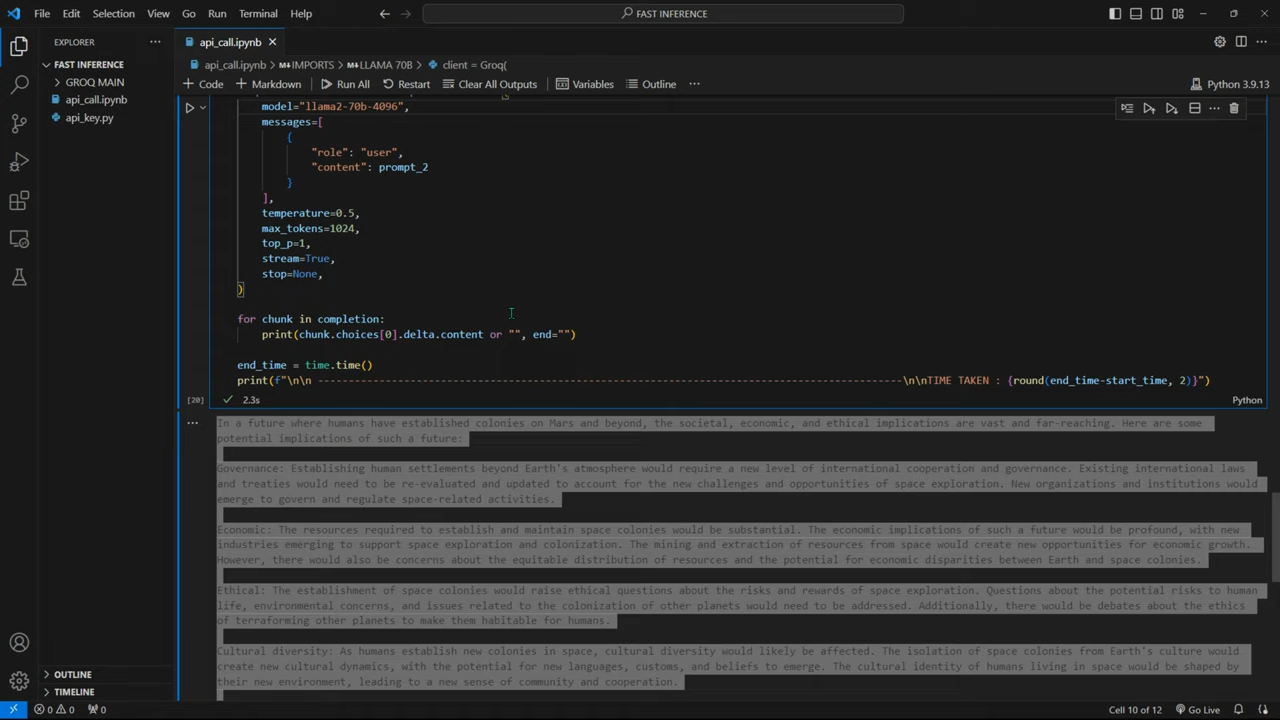 File Edit Selection View Go Run Terminal Help
FAST INFERENCE
EXPLORER
FAST INFERENCE
GROQ MAIN
api_call.ipynb
api_key.py
OUTLINE
TIMELINE
api_call.ipynb
api_call.ipynb > IMPORTS > LLAMA 70B > client = Groq(
+ Code + Markdown Run All Restart Clear All Outputs Variables Outline ...
Python 3.9.13
model="llama2-70b-4096",
messages=[
{
"role": "user",
"content": prompt_2
}
],
temperature=0.5,
max_tokens=1024,
top_p=1,
stream=True,
stop=None,
)
for chunk in completion:
print(chunk.choices[0].delta.content or "", end="")
end_time = time.time()
print(f"\n\n -----------------------------------------------------------------------------------------------\n\nTIME TAKEN : {round(end_time-start_time, 2)}")
[20] 2.3s Python
In a future where humans have established colonies on Mars and beyond, the societal, economic, and ethical implications are vast and far-reaching. Here are some
potential implications of such a future:
Governance: Establishing human settlements beyond Earth's atmosphere would require a new level of international cooperation and governance. Existing international laws
and treaties would need to be re-evaluated and updated to account for the new challenges and opportunities of space exploration. New organizations and institutions would
emerge to govern and regulate space-related activities.
Economic: The resources required to establish and maintain space colonies would be substantial. The economic implications of such a future would be profound, with new
industries emerging to support space exploration and colonization. The mining and extraction of resources from space would create new opportunities for economic growth.
However, there would also be concerns about the equitable distribution of resources and the potential for economic disparities between Earth and space colonies.
Ethical: The establishment of space colonies would raise ethical questions about the risks and rewards of space exploration. Questions about the potential risks to human
life, environmental concerns, and issues related to the colonization of other planets would need to be addressed. Additionally, there would be debates about the ethics
of terraforming other planets to make them habitable for humans.
Cultural diversity: As humans establish new colonies in space, cultural diversity would likely be affected. The isolation of space colonies from Earth's culture would
create new cultural dynamics, with the potential for new languages, customs, and beliefs to emerge. The cultural identity of humans living in space would be shaped by
their new environment, leading to a new sense of community and cooperation.
0 0 0 Cell 10 of 12 Go Live